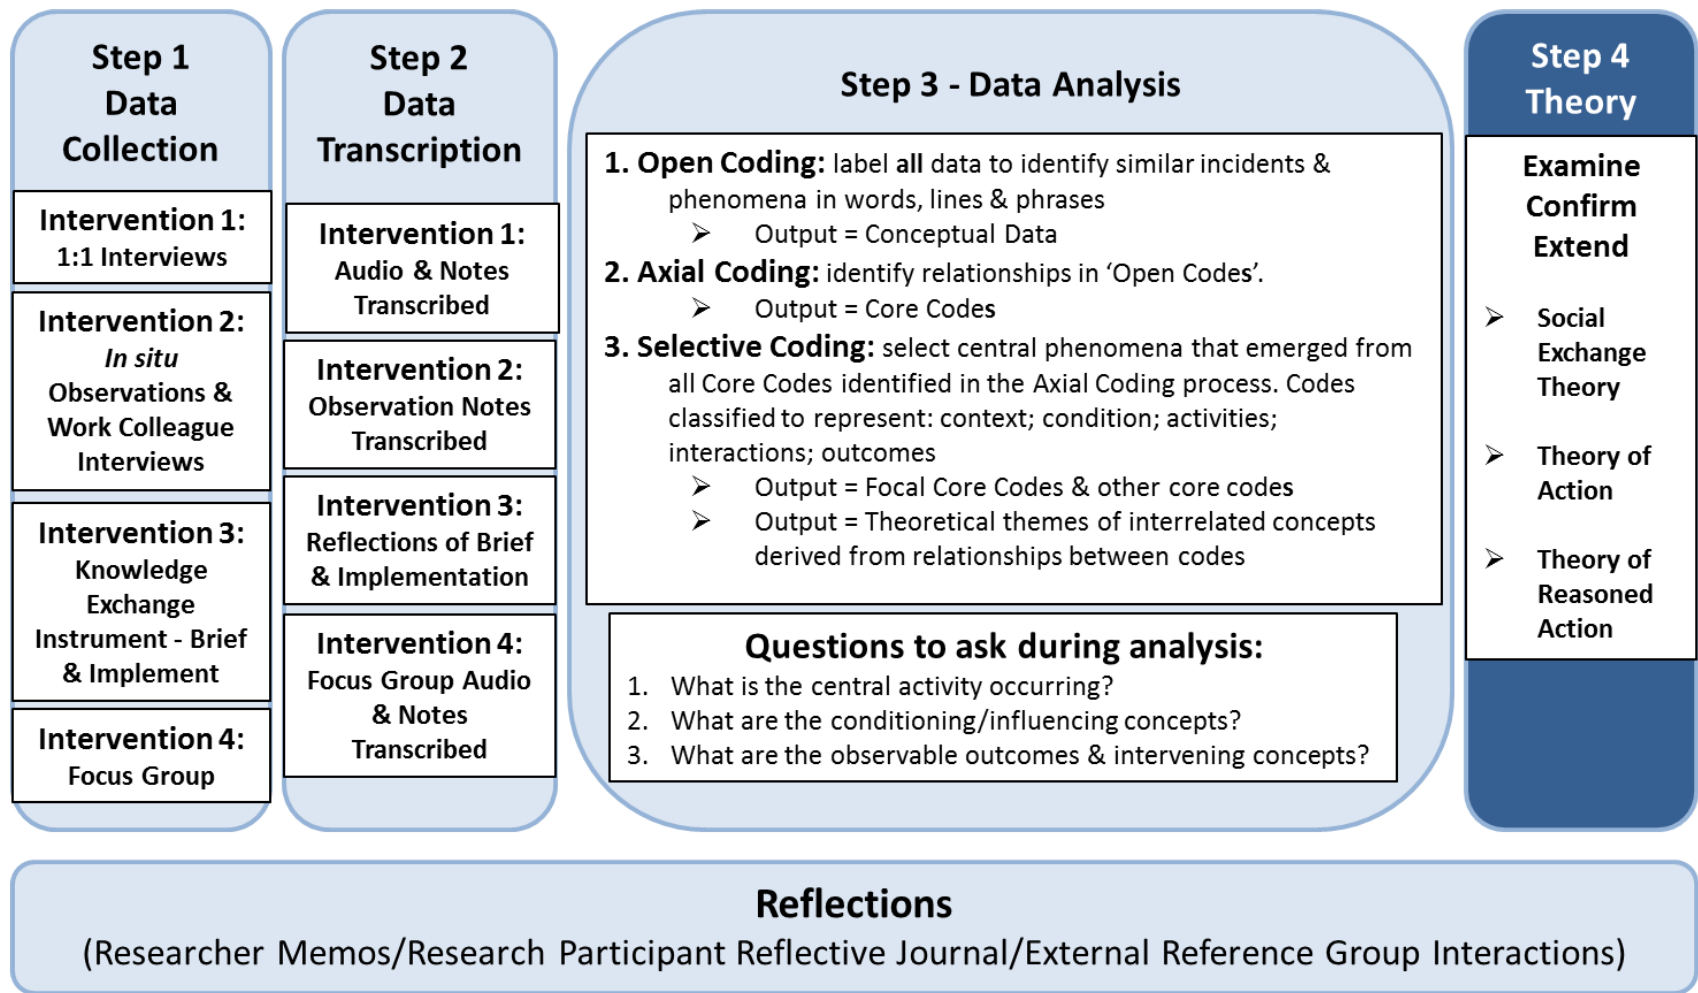 Step 1
Data
Collection
Intervention 1:
1:1 Interviews
Intervention 2:
In situ
Observations &
Work Colleague
Interviews
Intervention 3:
Knowledge
Exchange
Instrument - Brief
& Implement
Intervention 4:
Focus Group
Step 2
Data
Transcription
Intervention 1:
Audio & Notes
Transcribed
Intervention 2:
Observation Notes
Transcribed
Intervention 3:
Reflections of Brief
& Implementation
Intervention 4:
Focus Group Audio
& Notes
Transcribed
Step 3 - Data Analysis
1. Open Coding: label all data to identify similar incidents &
phenomena in words, lines & phrases
➢ Output = Conceptual Data
2. Axial Coding: identify relationships in ‘Open Codes’.
➢ Output = Core Codes
3. Selective Coding: select central phenomena that emerged from
all Core Codes identified in the Axial Coding process. Codes
classified to represent: context; condition; activities;
interactions; outcomes
➢ Output = Focal Core Codes & other core codes
➢ Output = Theoretical themes of interrelated concepts
derived from relationships between codes
Questions to ask during analysis:
1. What is the central activity occurring?
2. What are the conditioning/influencing concepts?
3. What are the observable outcomes & intervening concepts?
Step 4
Theory
Examine
Confirm
Extend
➢ Social
Exchange
Theory
➢ Theory of
Action
➢ Theory of
Reasoned
Action
Reflections
(Researcher Memos/Research Participant Reflective Journal/External Reference Group Interactions)